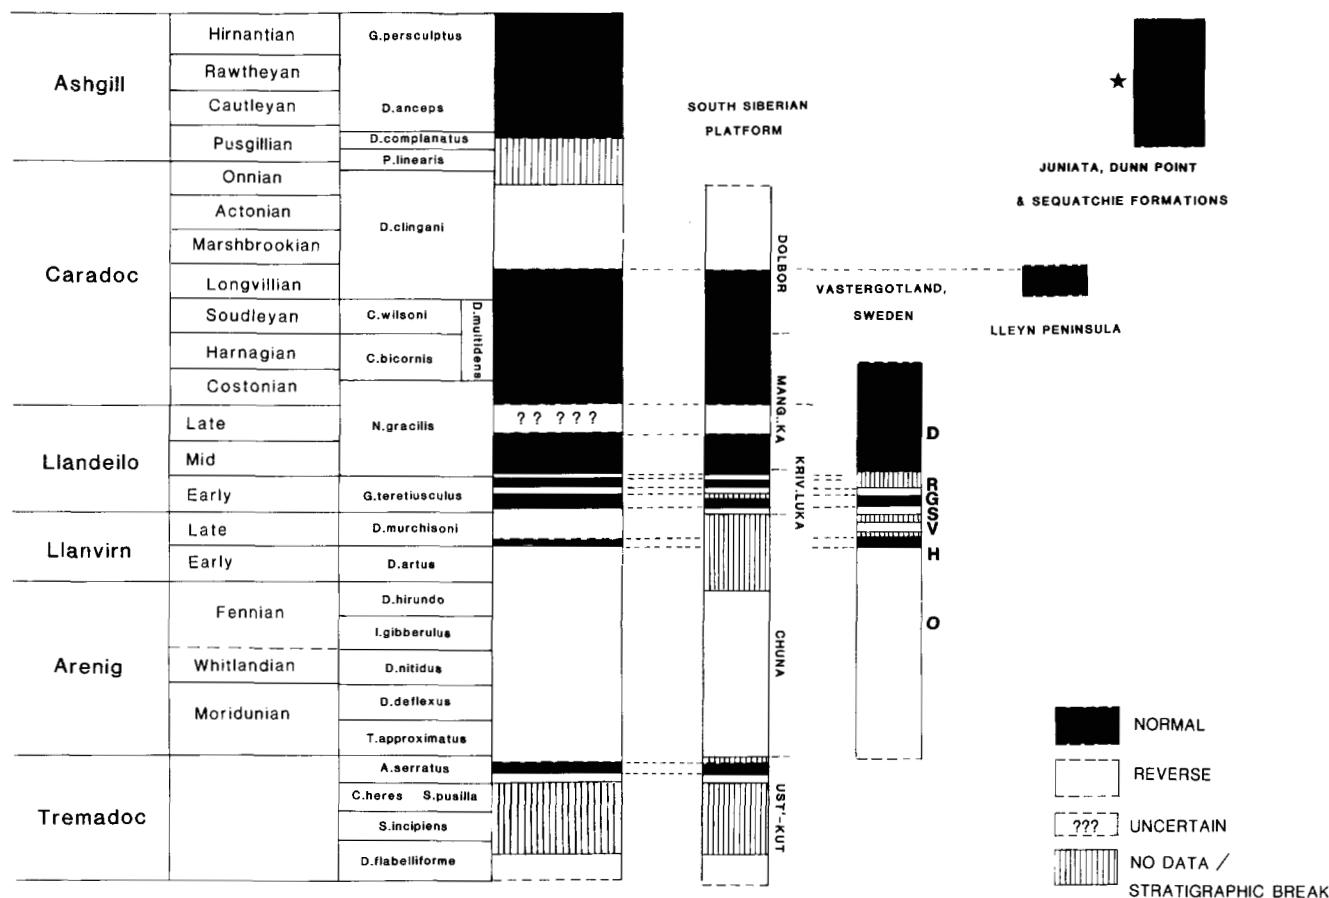 Ashgill
Caradoc
Llandeilo
Llanvirn
Arenig
Tremadoc
Hirnantian
Rawtheyan
Cautleyan
Pusgillian
Onnian
Actonian
Marshbrookian
Longvillian
Soudleyan
Harnagian
Costonian
Late
Mid
Early
Late
Early
Fennian
Whitlandian
Moridunian
G.persculptus
D.anceps
D.complanatus
P.linearis
D.clingani
C.wilsoni
C.bicornis
D.multidens
N.gracilis
G.teretiusculus
D.murchisoni
D.artus
D.hirundo
I.gibberulus
D.nitidus
D.deflexus
T.approximatus
A.serratus
C.heres S.pusilla
S.incipiens
D.flabelliforme
? ? ? ? ?
SOUTH SIBERIAN
PLATFORM
DOLBOR
MANG..KA
KRIV.LUKA
CHUNA
UST'-KUT
VASTERGOTLAND,
SWEDEN
D
R
G
S
V
H
O
★
JUNIATA, DUNN POINT
& SEQUATCHIE FORMATIONS
LLEYN PENINSULA
NORMAL
REVERSE
??? UNCERTAIN
NO DATA /
STRATIGRAPHIC BREAK